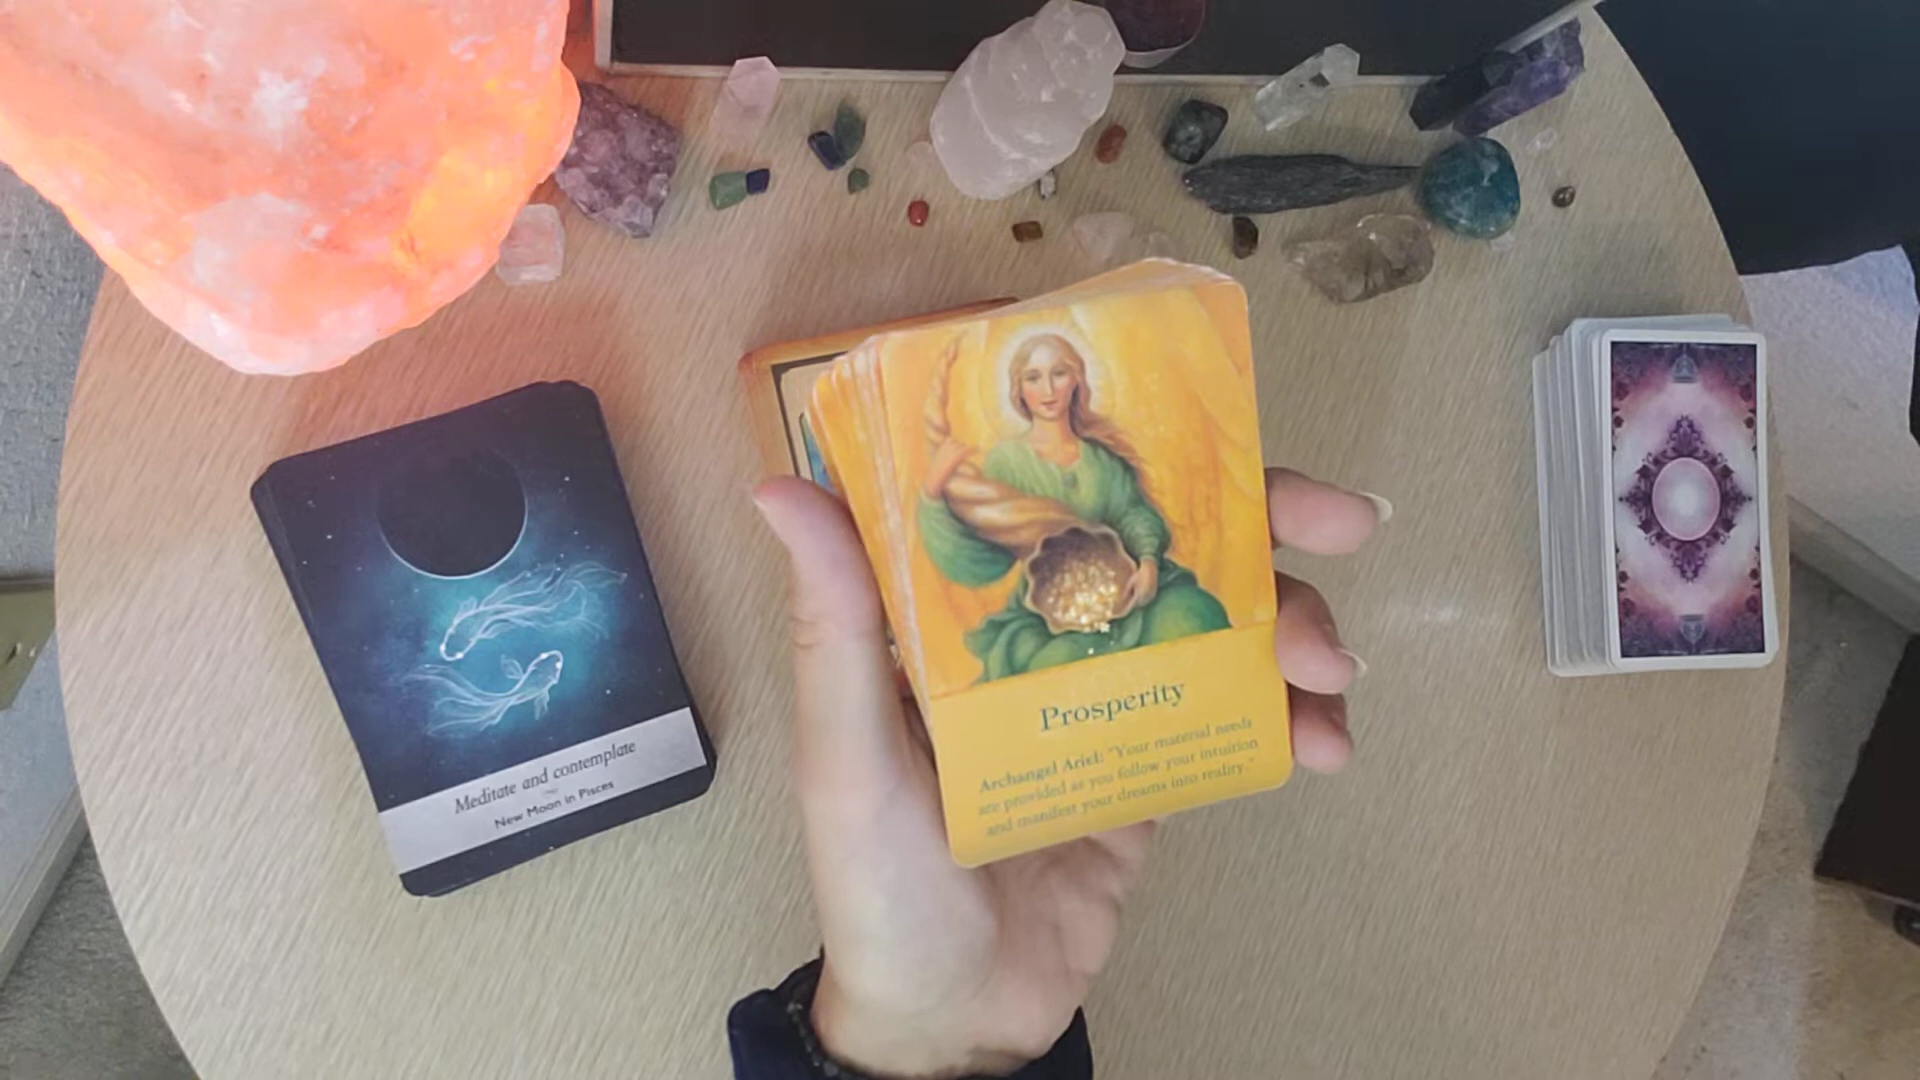 Meditate and contemplate
New Moon in Pisces
Prosperity
Archangel Ariel: "Your material needs
are provided as you follow your intuition
and manifest your dreams into reality."